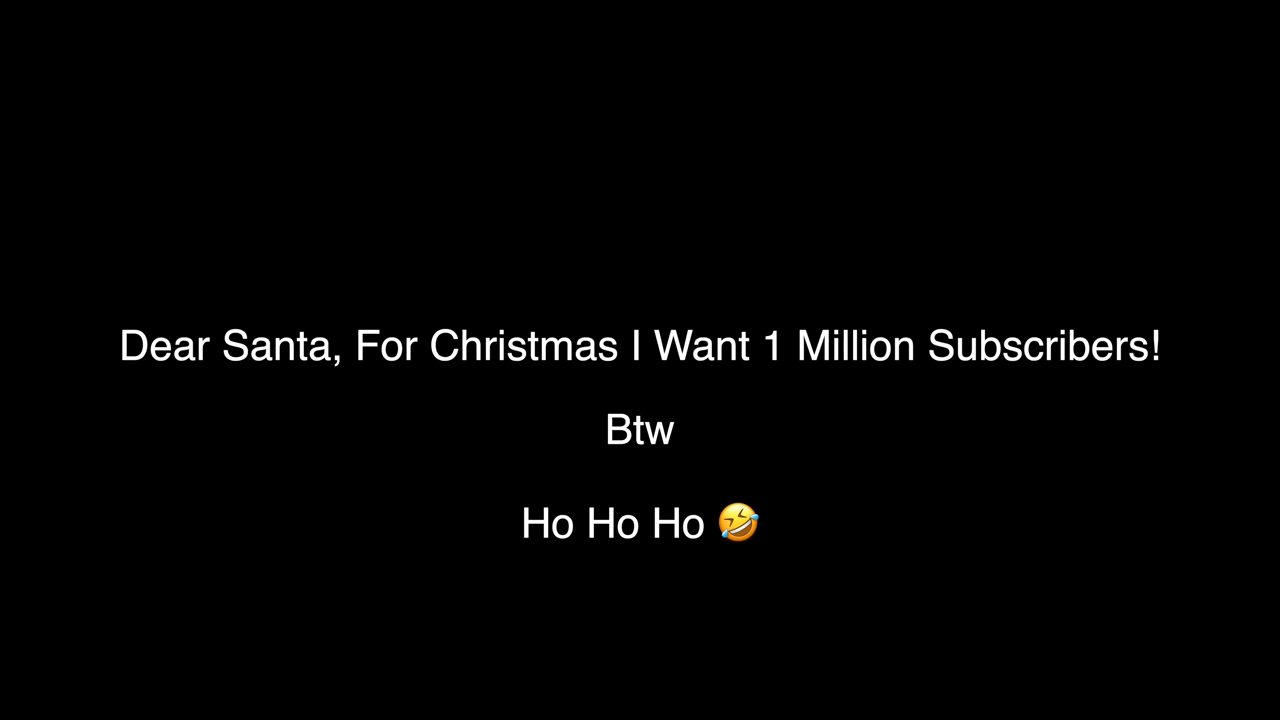 Dear Santa, For Christmas I Want 1 Million Subscribers!
Btw
Ho Ho Ho 🤣